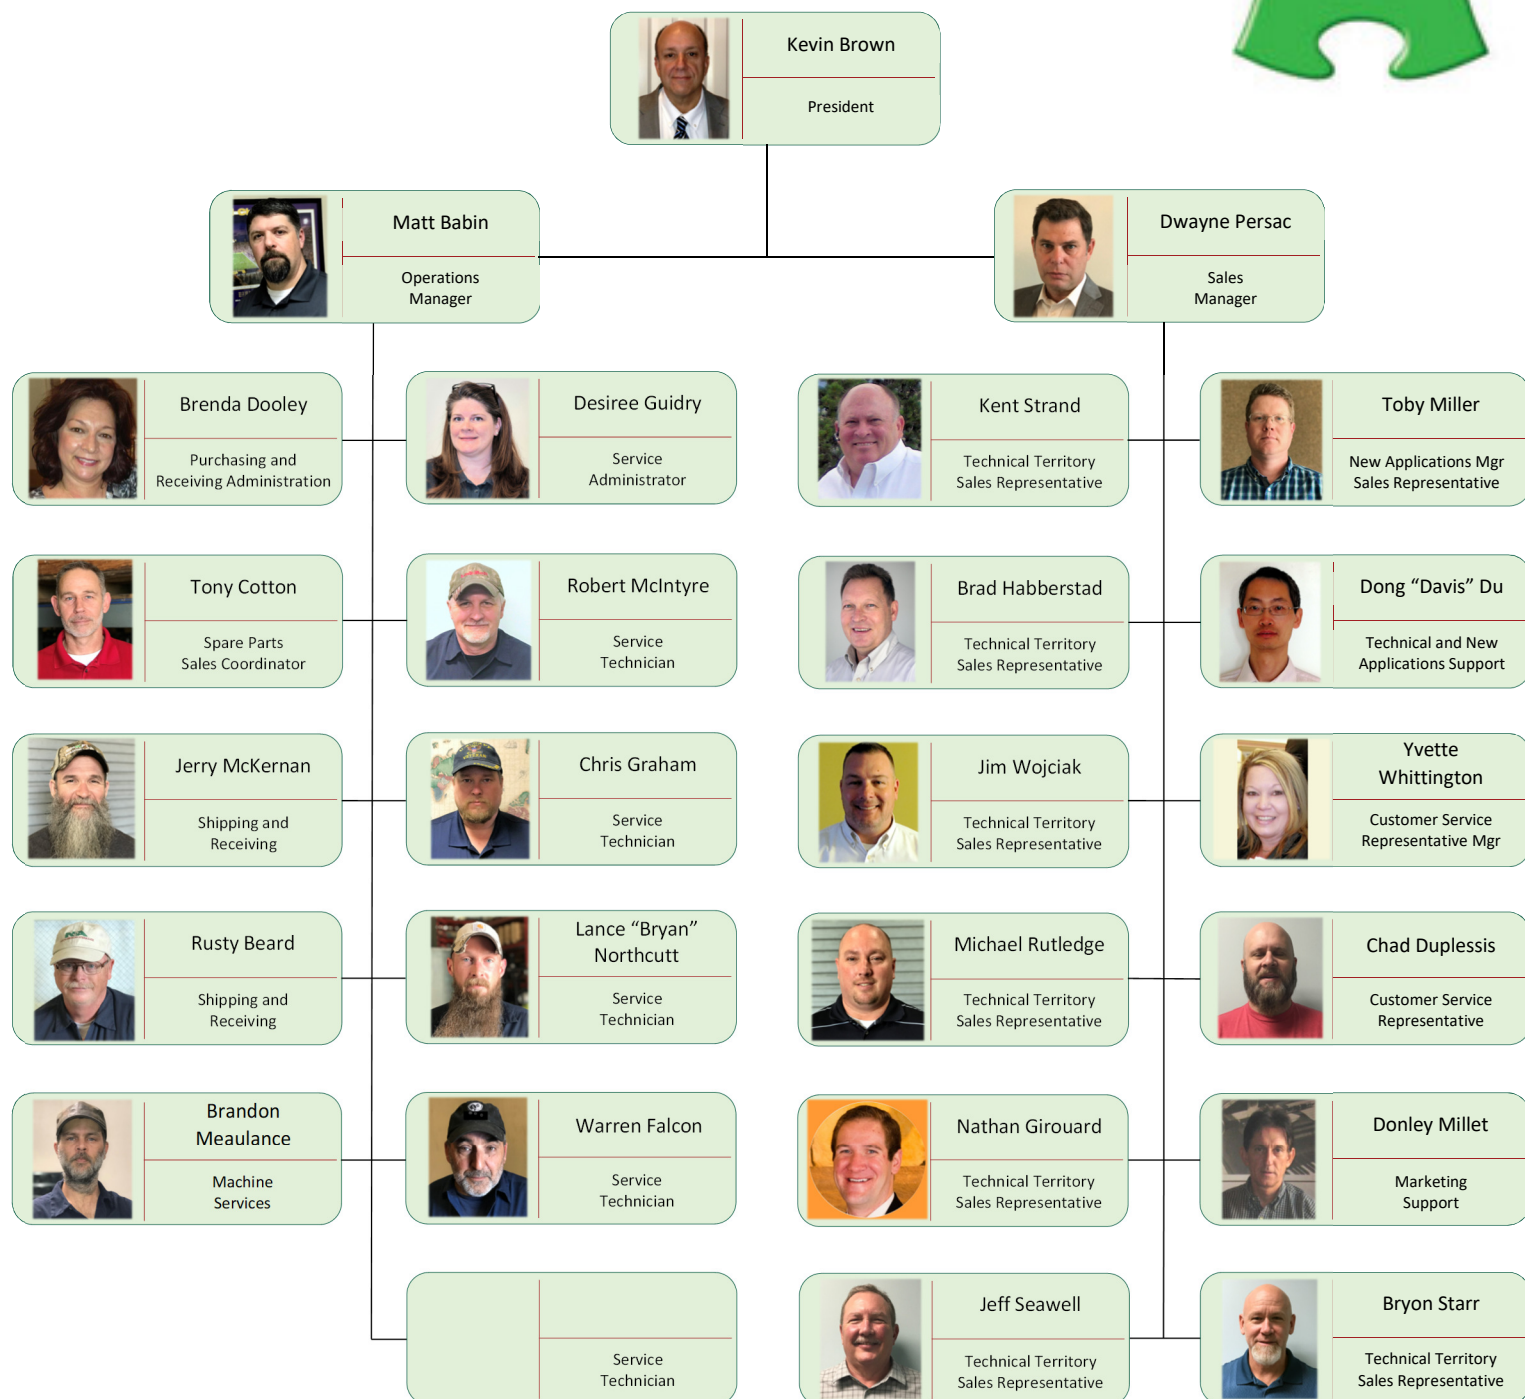 Kevin Brown
President
Matt Babin
Operations
Manager
Dwayne Persac
Sales
Manager
Brenda Dooley
Purchasing and
Receiving Administration
Desiree Guidry
Service
Administrator
Kent Strand
Technical Territory
Sales Representative
Toby Miller
New Applications Mgr
Sales Representative
Tony Cotton
Spare Parts
Sales Coordinator
Robert McIntyre
Service
Technician
Brad Habberstad
Technical Territory
Sales Representative
Dong “Davis” Du
Technical and New
Applications Support
Jerry McKernan
Shipping and
Receiving
Chris Graham
Service
Technician
Jim Wojciak
Technical Territory
Sales Representative
Yvette
Whittington
Customer Service
Representative Mgr
Rusty Beard
Shipping and
Receiving
Lance “Bryan”
Northcutt
Service
Technician
Michael Rutledge
Technical Territory
Sales Representative
Chad Duplessis
Customer Service
Representative
Brandon
Meaulance
Machine
Services
Warren Falcon
Service
Technician
Nathan Girouard
Technical Territory
Sales Representative
Donley Millet
Marketing
Support
Service
Technician
Jeff Seawell
Technical Territory
Sales Representative
Bryon Starr
Technical Territory
Sales Representative